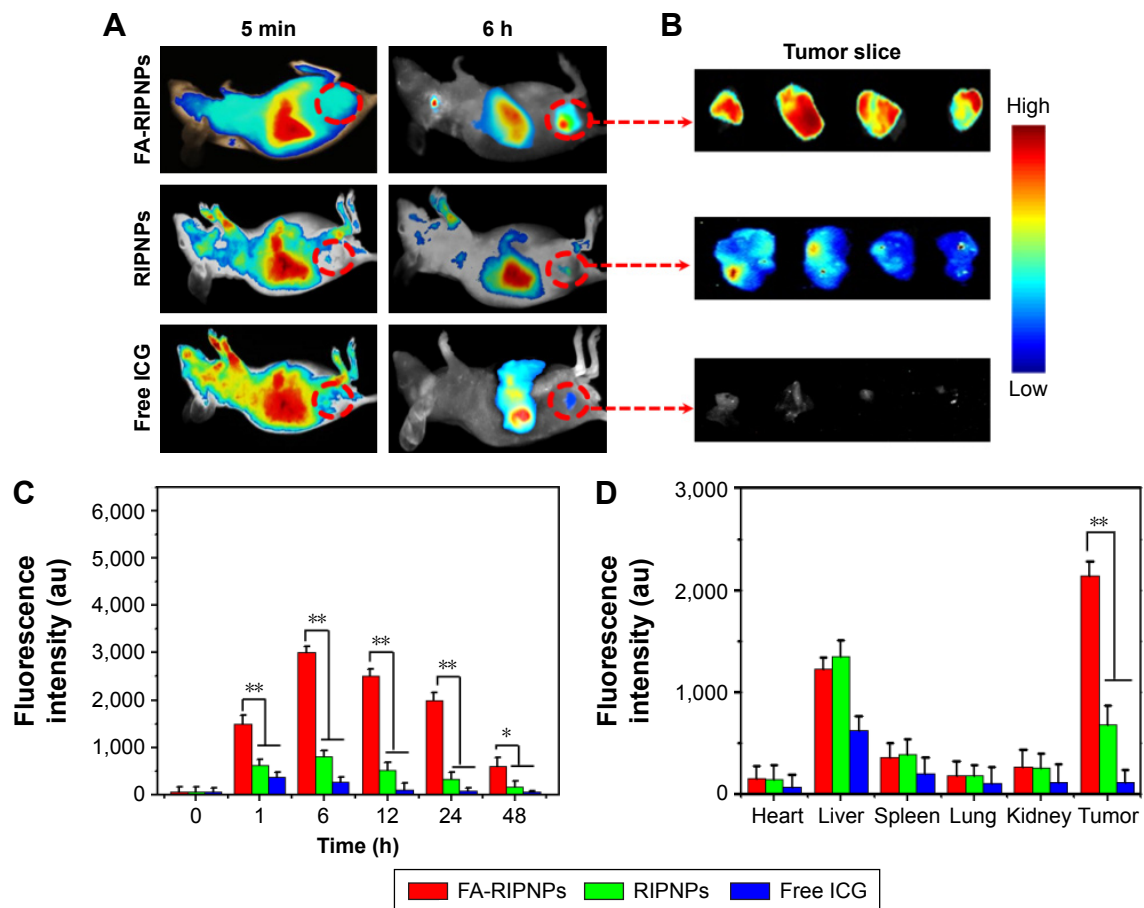 A
5 min
6 h
FA-RIPNPs
RIPNPs
Free ICG
B
Tumor slice
High
Low
C
Fluorescence
intensity (au)
6,000
5,000
4,000
3,000
2,000
1,000
0
**
**
**
**
*
0 1 6 12 24 48
Time (h)
D
Fluorescence
intensity (au)
3,000
2,000
1,000
0
**
Heart Liver Spleen Lung Kidney Tumor
FA-RIPNPs RIPNPs Free ICG